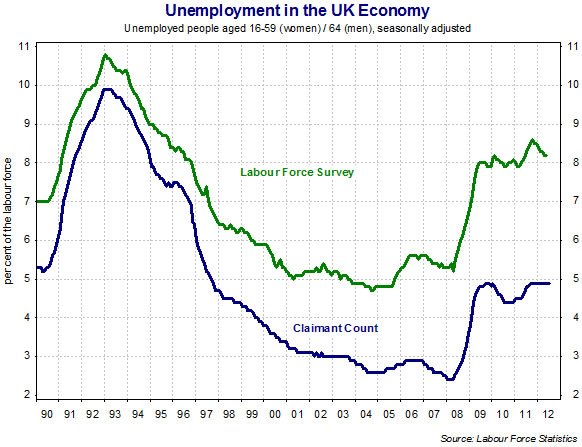 Unemployment in the UK Economy
Unemployed people aged 16-59 (women) / 64 (men), seasonally adjusted
11 11
10 10
9 9
8 8
7 7
6 6
5 5
4 4
3 3
2 2
per cent of the labour force
Labour Force Survey
Claimant Count
90 91 92 93 94 95 96 97 98 99 00 01 02 03 04 05 06 07 08 09 10 11 12
Source: Labour Force Statistics